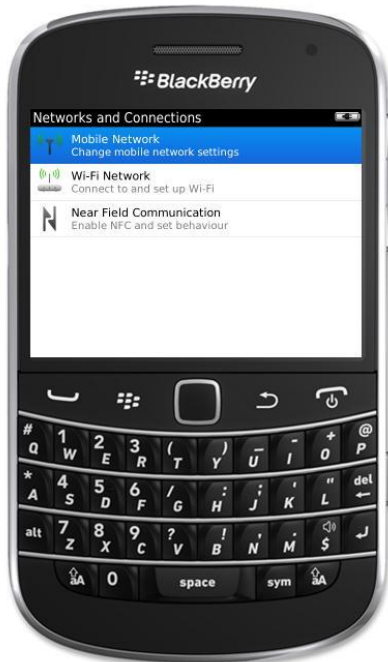 BlackBerry
Networks and Connections
Mobile Network
Change mobile network settings
Wi-Fi Network
Connect to and set up Wi-Fi
Near Field Communication
Enable NFC and set behaviour
# 1 2 3 ( ) _ - + @
Q W E R T Y U I O P
* 4 5 6 / : ; ' " del
A S D F G H J K L
alt 7 8 9 ? ! , .
Z X C V B N M $
aA 0 space sym aA